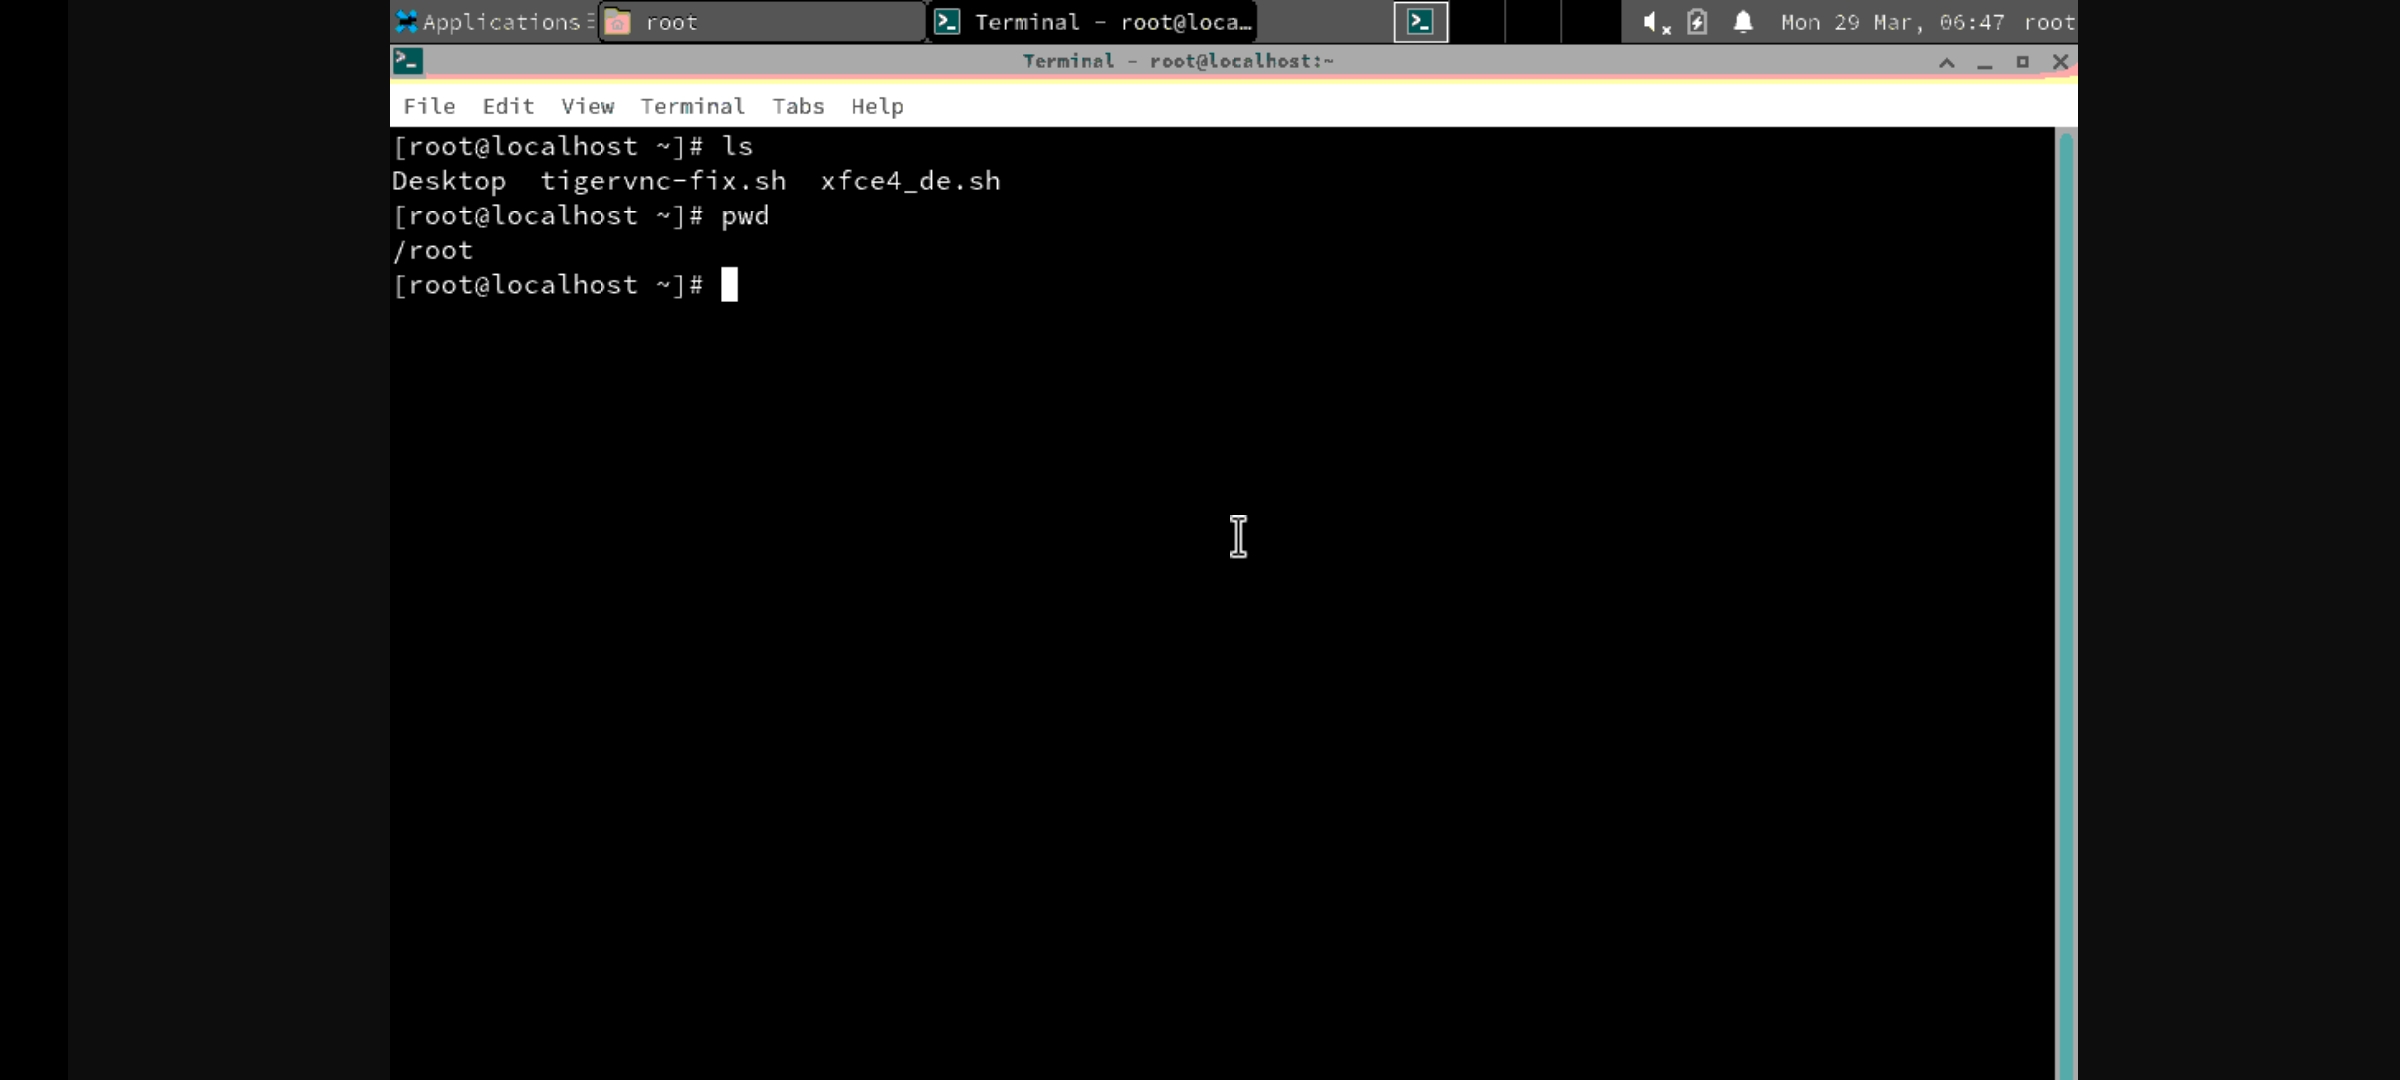 Applications root Terminal - root@loca… Mon 29 Mar, 06:47 root
Terminal - root@localhost:~
File Edit View Terminal Tabs Help
[root@localhost ~]# ls
Desktop tigervnc-fix.sh xfce4_de.sh
[root@localhost ~]# pwd
/root
[root@localhost ~]#